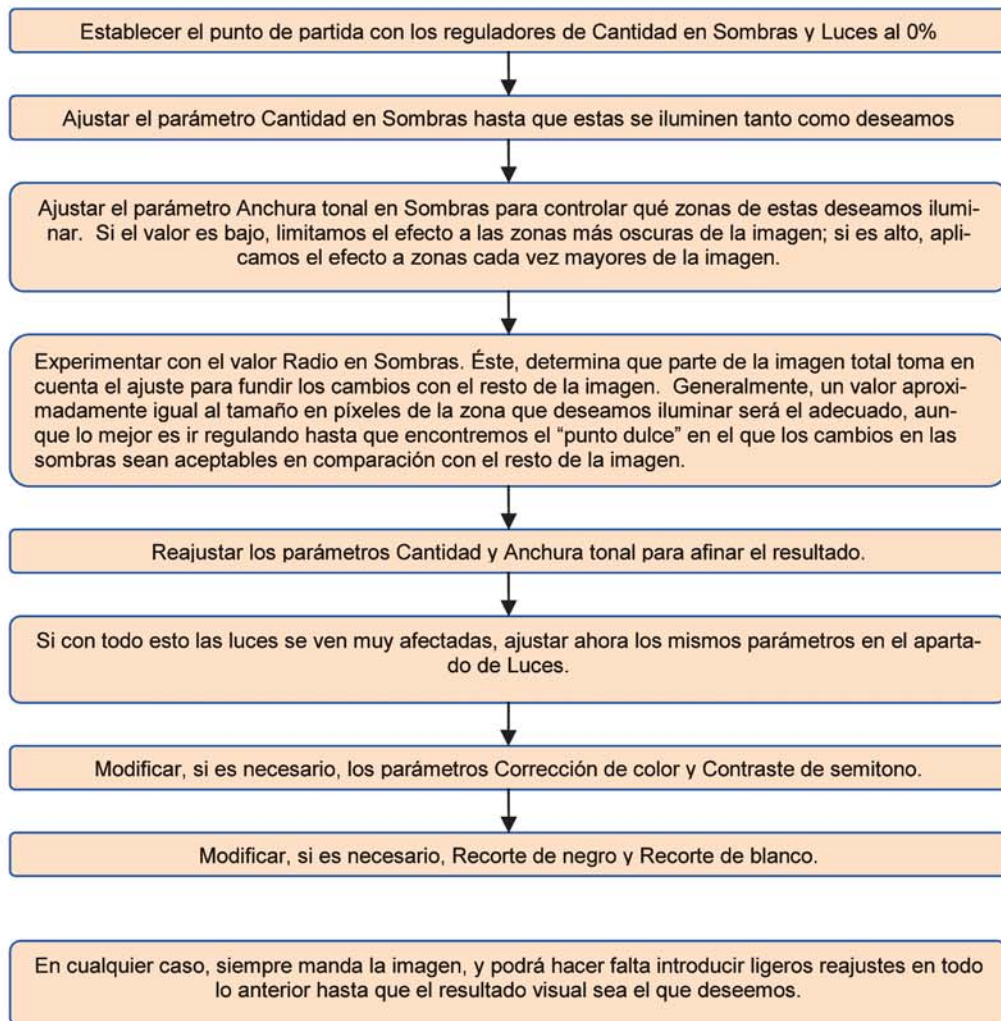 Establecer el punto de partida con los reguladores de Cantidad en Sombras y Luces al 0%
Ajustar el parámetro Cantidad en Sombras hasta que estas se iluminen tanto como deseamos
Ajustar el parámetro Anchura tonal en Sombras para controlar qué zonas de estas deseamos ilumi-
nar. Si el valor es bajo, limitamos el efecto a las zonas más oscuras de la imagen; si es alto, apli-
camos el efecto a zonas cada vez mayores de la imagen.
Experimentar con el valor Radio en Sombras. Éste, determina que parte de la imagen total toma en
cuenta el ajuste para fundir los cambios con el resto de la imagen. Generalmente, un valor aproxi-
madamente igual al tamaño en píxeles de la zona que deseamos iluminar será el adecuado, aun-
que lo mejor es ir regulando hasta que encontremos el “punto dulce” en el que los cambios en las
sombras sean aceptables en comparación con el resto de la imagen.
Reajustar los parámetros Cantidad y Anchura tonal para afinar el resultado.
Si con todo esto las luces se ven muy afectadas, ajustar ahora los mismos parámetros en el aparta-
do de Luces.
Modificar, si es necesario, los parámetros Corrección de color y Contraste de semitono.
Modificar, si es necesario, Recorte de negro y Recorte de blanco.
En cualquier caso, siempre manda la imagen, y podrá hacer falta introducir ligeros reajustes en todo
lo anterior hasta que el resultado visual sea el que deseemos.